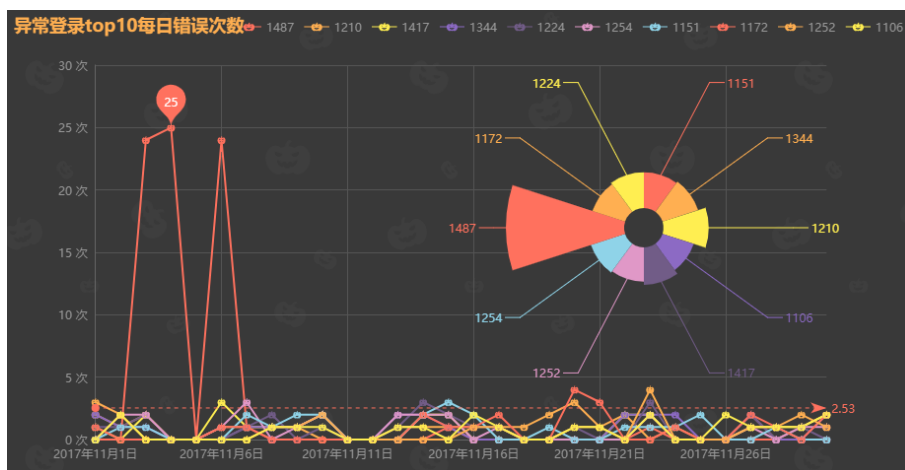 异常登录top10每日错误次数
1487 1210 1417 1344 1224 1254 1151 1172 1252 1106
30 次
25 次
20 次
15 次
10 次
5 次
0 次
25
1224
1151
1172
1344
1487
1210
1254
1106
1252
1417
2.53
2017年11月1日 2017年11月6日 2017年11月11日 2017年11月16日 2017年11月21日 2017年11月26日